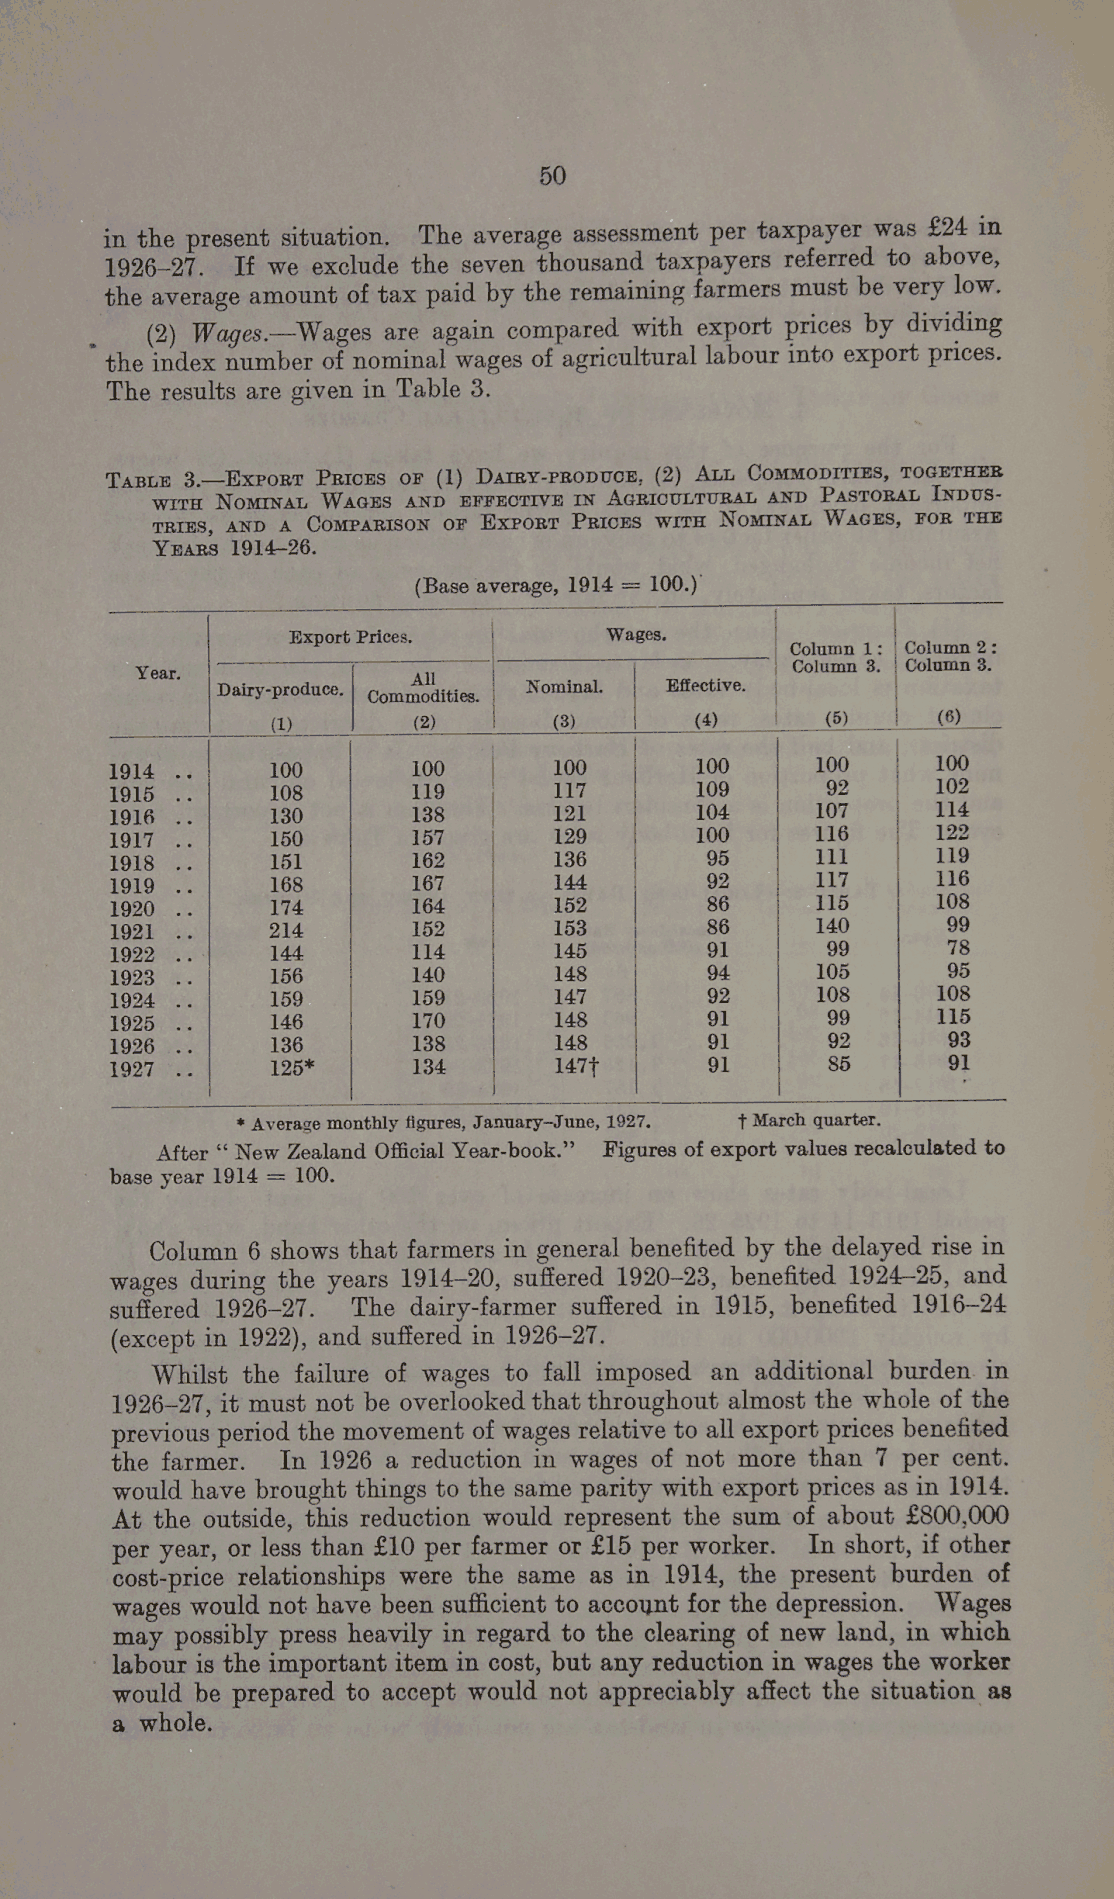 50
in the present situation. The average assessment per taxpayer was £24 in
1926–27. If we exclude the seven thousand taxpayers referred to above,
the average amount of tax paid by the remaining farmers must be very low.
(2) Wages.—Wages are again compared with export prices by dividing
the index number of nominal wages of agricultural labour into export prices.
The results are given in Table 3.
TABLE 3.—EXPORT PRICES OF (1) DAIRY-PRODUCE, (2) ALL COMMODITIES, TOGETHER
WITH NOMINAL WAGES AND EFFECTIVE IN AGRICULTURAL AND PASTORAL INDUS-
TRIES, AND A COMPARISON OF EXPORT PRICES WITH NOMINAL WAGES, FOR THE
YEARS 1914–26.
(Base average, 1914 = 100.)
Year. Export Prices. Wages. Column 1 : Column 3. Column 2 : Column 3.
Dairy-produce. All Commodities. Nominal. Effective.
(1) (2) (3) (4) (5) (6)
1914 .. 100 100 100 100 100 100
1915 .. 108 119 117 109 92 102
1916 .. 130 138 121 104 107 114
1917 .. 150 157 129 100 116 122
1918 .. 151 162 136 95 111 119
1919 .. 168 167 144 92 117 116
1920 .. 174 164 152 86 115 108
1921 .. 214 152 153 86 140 99
1922 .. 144 114 145 91 99 78
1923 .. 156 140 148 94 105 95
1924 .. 159 159 147 92 108 108
1925 .. 146 170 148 91 99 115
1926 .. 136 138 148 91 92 93
1927 .. 125* 134 147† 91 85 91
* Average monthly figures, January–June, 1927. † March quarter.
After “ New Zealand Official Year-book.” Figures of export values recalculated to
base year 1914 = 100.
Column 6 shows that farmers in general benefited by the delayed rise in
wages during the years 1914–20, suffered 1920–23, benefited 1924–25, and
suffered 1926–27. The dairy-farmer suffered in 1915, benefited 1916–24
(except in 1922), and suffered in 1926–27.
Whilst the failure of wages to fall imposed an additional burden in
1926–27, it must not be overlooked that throughout almost the whole of the
previous period the movement of wages relative to all export prices benefited
the farmer. In 1926 a reduction in wages of not more than 7 per cent.
would have brought things to the same parity with export prices as in 1914.
At the outside, this reduction would represent the sum of about £800,000
per year, or less than £10 per farmer or £15 per worker. In short, if other
cost-price relationships were the same as in 1914, the present burden of
wages would not have been sufficient to account for the depression. Wages
may possibly press heavily in regard to the clearing of new land, in which
labour is the important item in cost, but any reduction in wages the worker
would be prepared to accept would not appreciably affect the situation as
a whole.